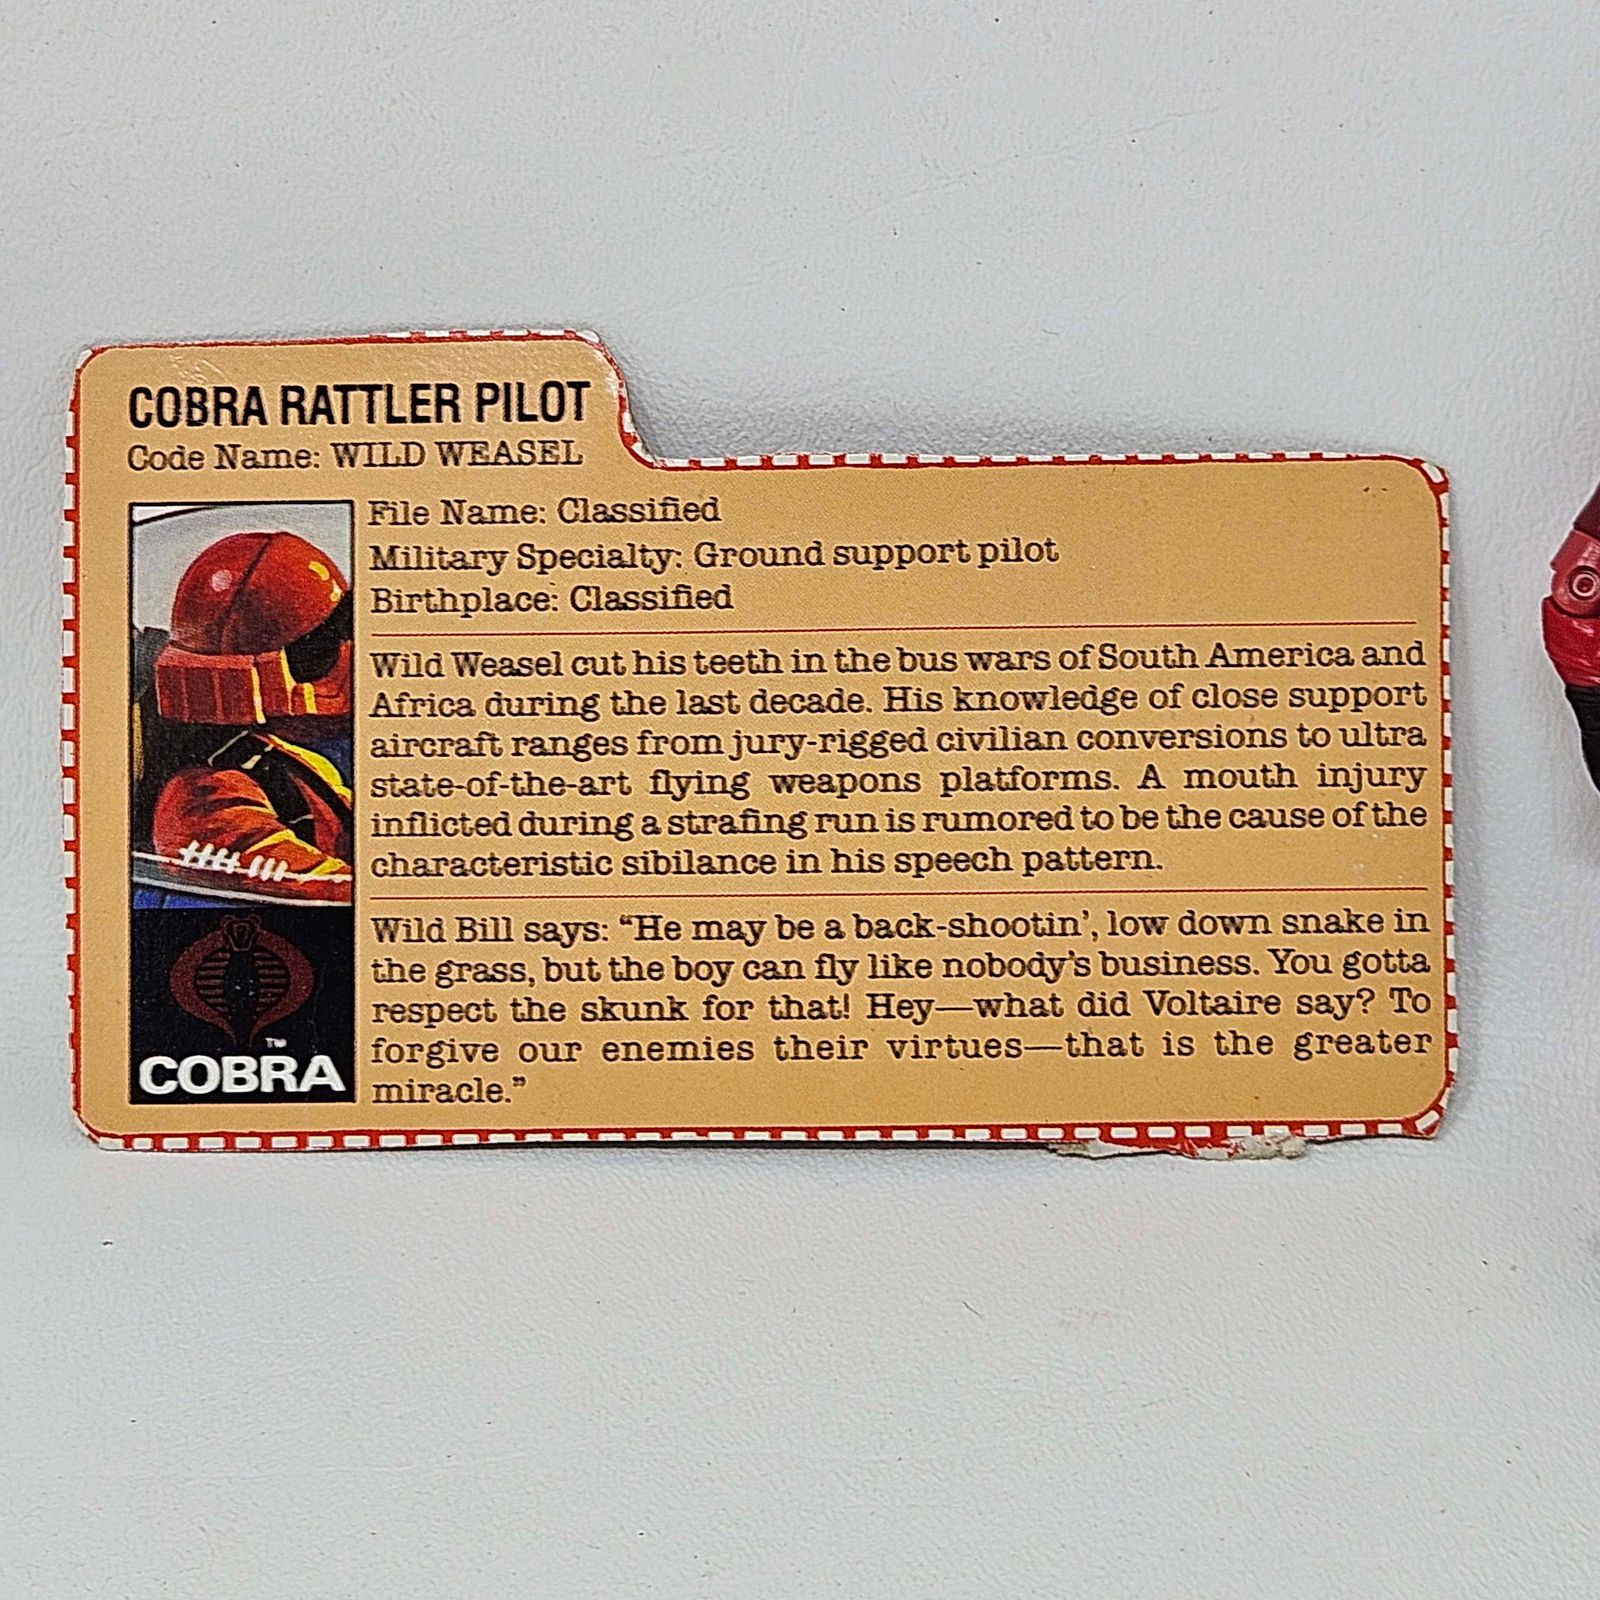 COBRA RATTLER PILOT
Code Name: WILD WEASEL
File Name: Classified
Military Specialty: Ground support pilot
Birthplace: Classified
Wild Weasel cut his teeth in the bus wars of South America and
Africa during the last decade. His knowledge of close support
aircraft ranges from jury-rigged civilian conversions to ultra
state-of-the-art flying weapons platforms. A mouth injury
inflicted during a strafing run is rumored to be the cause of the
characteristic sibilance in his speech pattern.
Wild Bill says: “He may be a back-shootin’, low down snake in
the grass, but the boy can fly like nobody’s business. You gotta
respect the skunk for that! Hey—what did Voltaire say? To
forgive our enemies their virtues—that is the greater
miracle.”
TM
COBRA